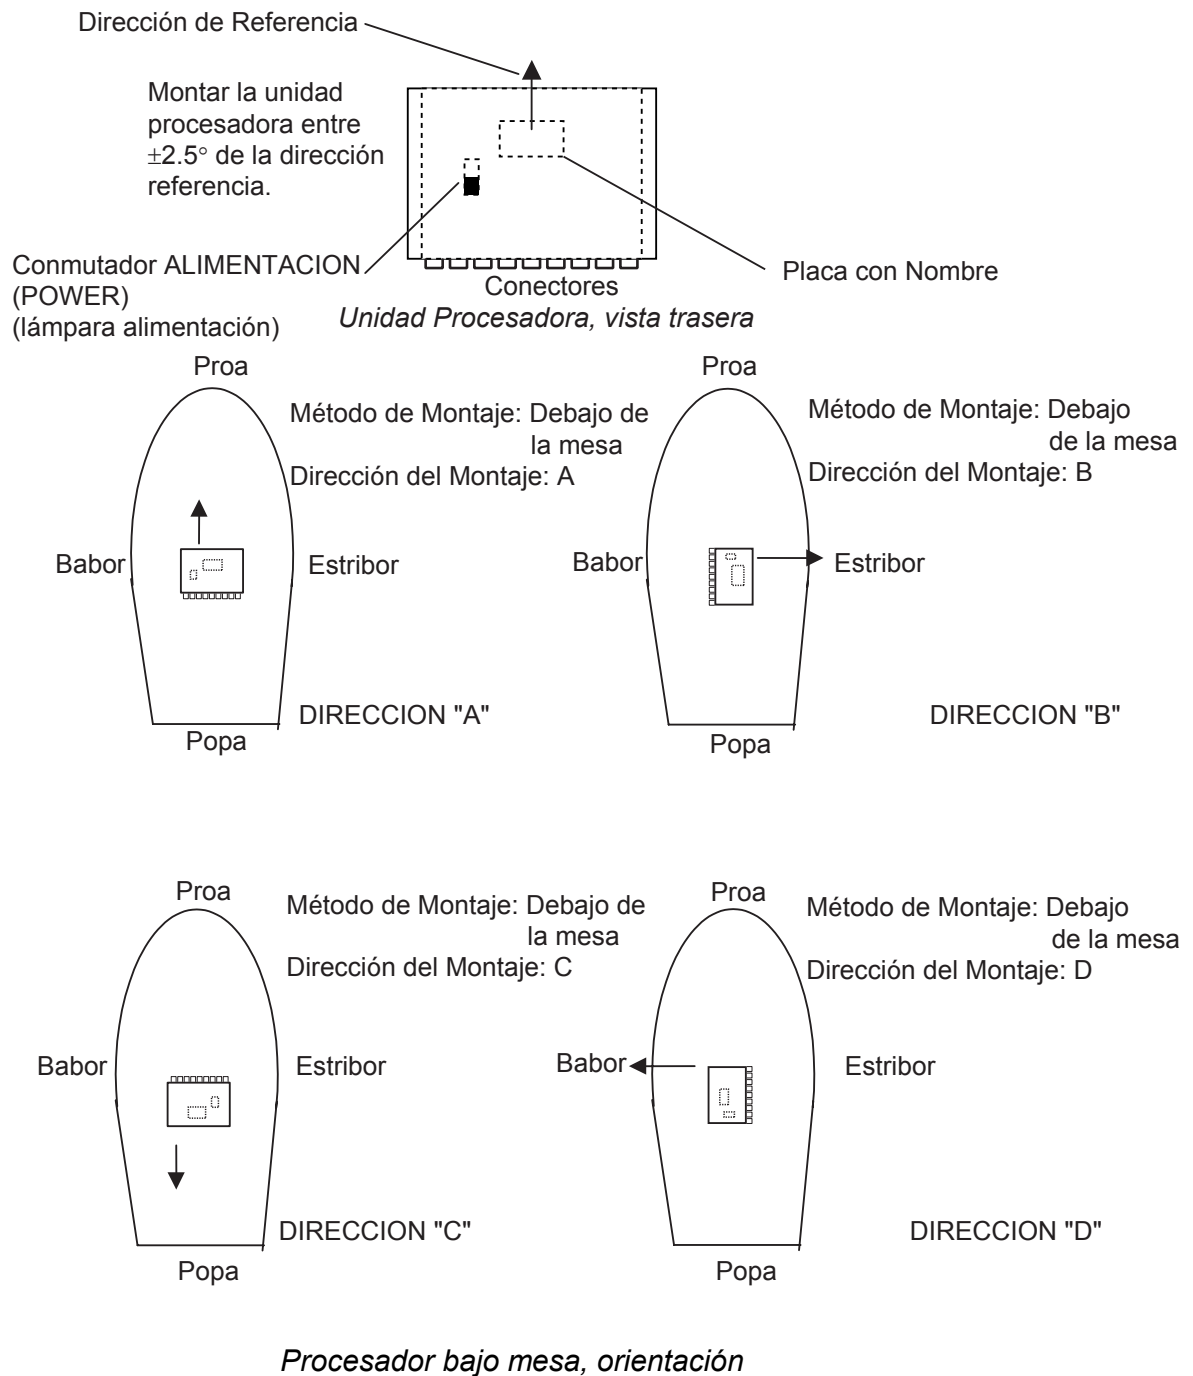 Dirección de Referencia
Montar la unidad
procesadora entre
±2.5° de la dirección
referencia.
Conmutador ALIMENTACION
(POWER)
(lámpara alimentación)
Placa con Nombre
Conectores
Unidad Procesadora, vista trasera
Proa
Método de Montaje: Debajo de
la mesa
Dirección del Montaje: A
Babor
Estribor
DIRECCION "A"
Popa
Proa
Método de Montaje: Debajo
de la mesa
Dirección del Montaje: B
Babor
Estribor
DIRECCION "B"
Popa
Proa
Método de Montaje: Debajo de
la mesa
Dirección del Montaje: C
Babor
Estribor
DIRECCION "C"
Popa
Proa
Método de Montaje: Debajo
de la mesa
Dirección del Montaje: D
Babor
Estribor
DIRECCION "D"
Popa
Procesador bajo mesa, orientación